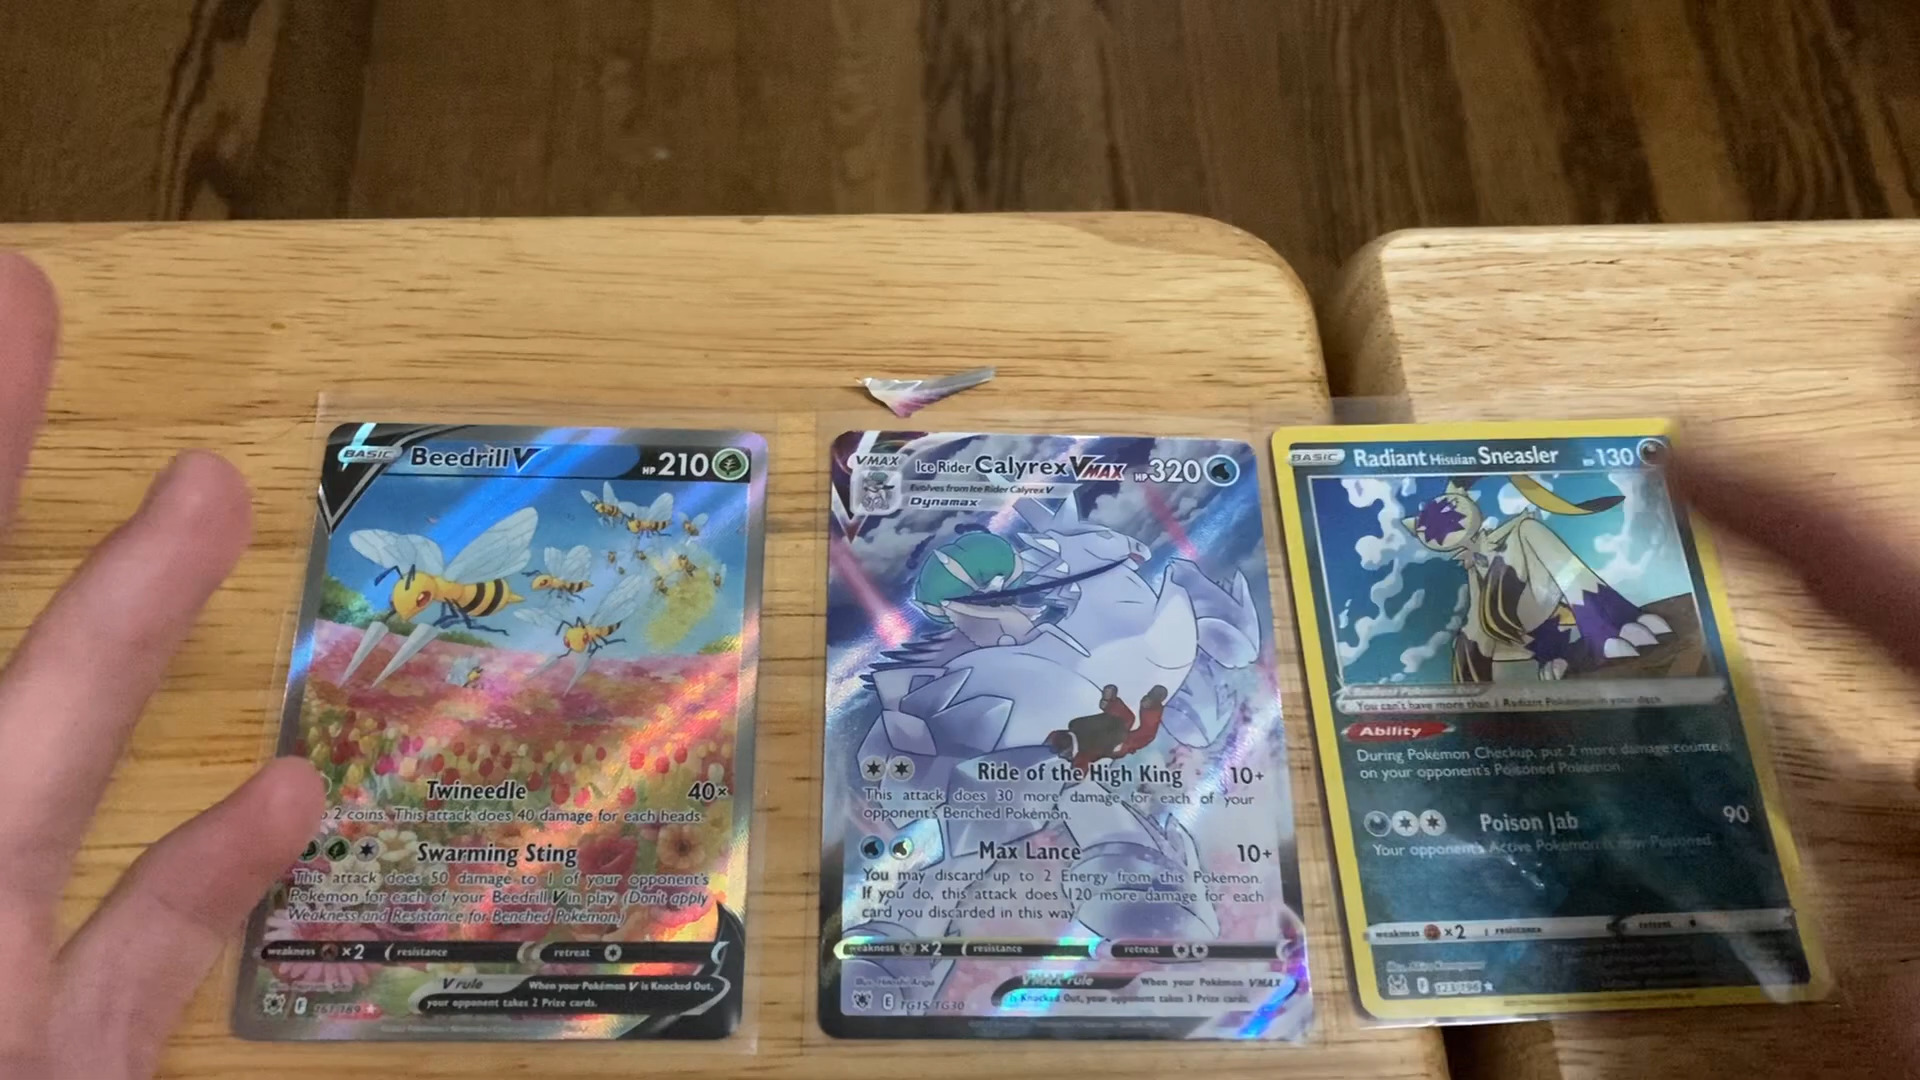 BASIC
Beedrill V
HP 210
Twineedle 40×
2 coins. This attack does 40 damage for each heads.
Swarming Sting
This attack does 50 damage to 1 of your opponent's
Pokémon for each of your Beedrill V in play (Don't apply
Weakness and Resistance for Benched Pokémon.)
weakness ×2 resistance retreat
V rule When your Pokémon V is Knocked Out,
your opponent takes 2 Prize cards.
F 161/189
VMAX
Ice Rider Calyrex VMAX
HP 320
Evolves from Ice Rider Calyrex V
Dynamax
Ride of the High King 10+
This attack does 30 more damage for each of your
opponent's Benched Pokémon.
Max Lance 10+
You may discard up to 2 Energy from this Pokémon.
If you do, this attack does 120 more damage for each
card you discarded in this way.
weakness ×2 resistance retreat
VMAX rule When your Pokémon VMAX
is Knocked Out, your opponent takes 3 Prize cards.
E TG15/TG30
BASIC
Radiant Hisuian Sneasler
HP 130
Radiant Pokémon Rule
You can't have more than 1 Radiant Pokémon in your deck.
Ability
During Pokémon Checkup, put 2 more damage counters
on your opponent's Poisoned Pokémon.
Poison Jab 90
Your opponent's Active Pokémon is now Poisoned.
weakness ×2 resistance retreat
F 123/196